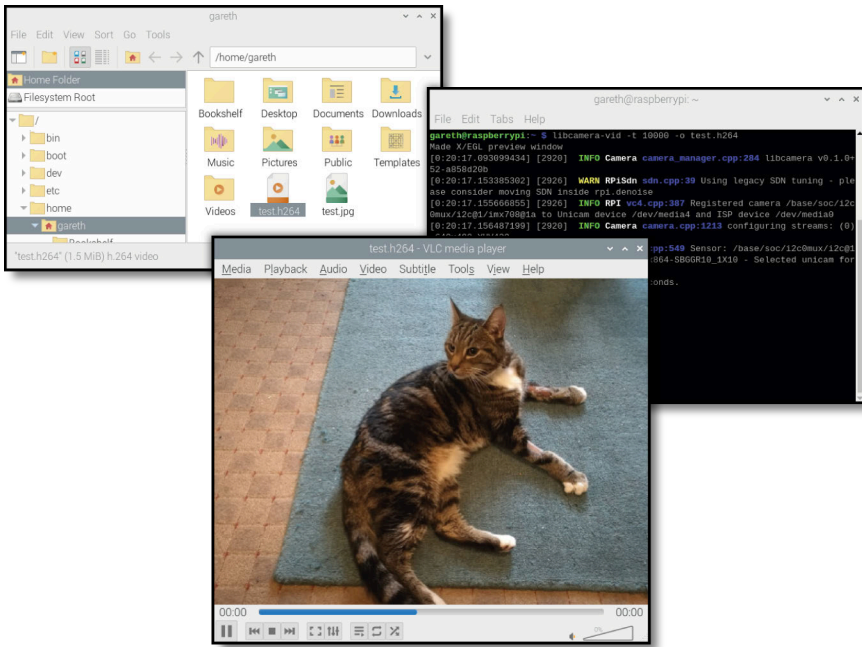 gareth
File Edit View Sort Go Tools
/home/gareth
Home Folder
Filesystem Root
/
bin
boot
dev
etc
home
gareth
Bookshelf
Bookshelf Desktop Documents Downloads
Music Pictures Public Templates
Videos test.h264 test.jpg
"test.h264" (1.5 MiB) h.264 video
gareth@raspberrypi: ~
File Edit Tabs Help
gareth@raspberrypi:~ $ libcamera-vid -t 10000 -o test.h264
Made X/EGL preview window
[0:20:17.093099434] [2920] INFO Camera camera_manager.cpp:284 libcamera v0.1.0+
52-a858d20b
[0:20:17.153385302] [2926] WARN RPiSdn sdn.cpp:39 Using legacy SDN tuning - ple
ase consider moving SDN inside rpi.denoise
[0:20:17.155666855] [2926] INFO RPI vc4.cpp:387 Registered camera /base/soc/i2c
0mux/i2c@1/imx708@1a to Unicam device /dev/media4 and ISP device /dev/media0
[0:20:17.156487199] [2920] INFO Camera camera.cpp:1213 configuring streams: (0)
pp:549 Sensor: /base/soc/i2c0mux/i2c@1
864-SBGGR10_1X10 - Selected unicam for
onds.
test.h264 - VLC media player
Media Playback Audio Video Subtitle Tools View Help
00:00 00:00
0%